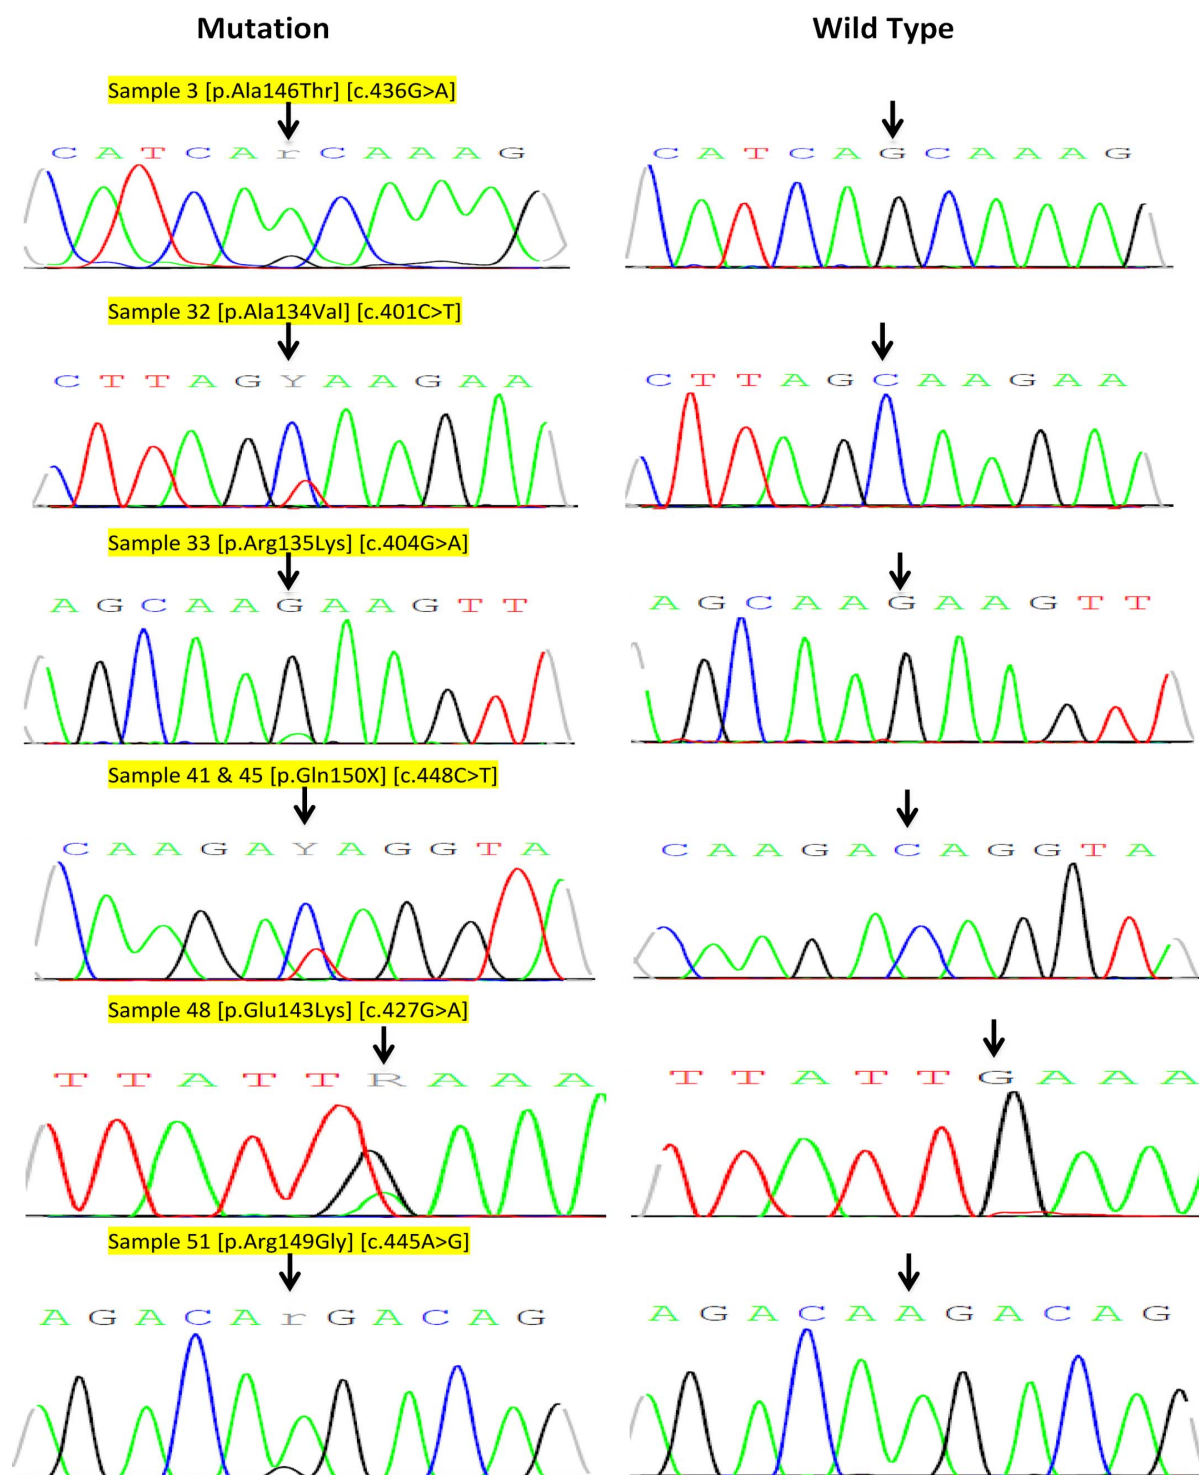 Mutation Wild Type
Sample 3 [p.Ala146Thr] [c.436G>A]
C A T C A r C A A A G C A T C A G C A A A G
Sample 32 [p.Ala134Val] [c.401C>T]
C T T A G Y A A G A A C T T A G C A A G A A
Sample 33 [p.Arg135Lys] [c.404G>A]
A G C A A G A A G T T A G C A A G A A G T T
Sample 41 & 45 [p.Gln150X] [c.448C>T]
C A A G A Y A G G T A C A A G A C A G G T A
Sample 48 [p.Glu143Lys] [c.427G>A]
T T A T T R A A A T T A T T G A A A
Sample 51 [p.Arg149Gly] [c.445A>G]
A G A C A r G A C A G A G A C A A G A C A G